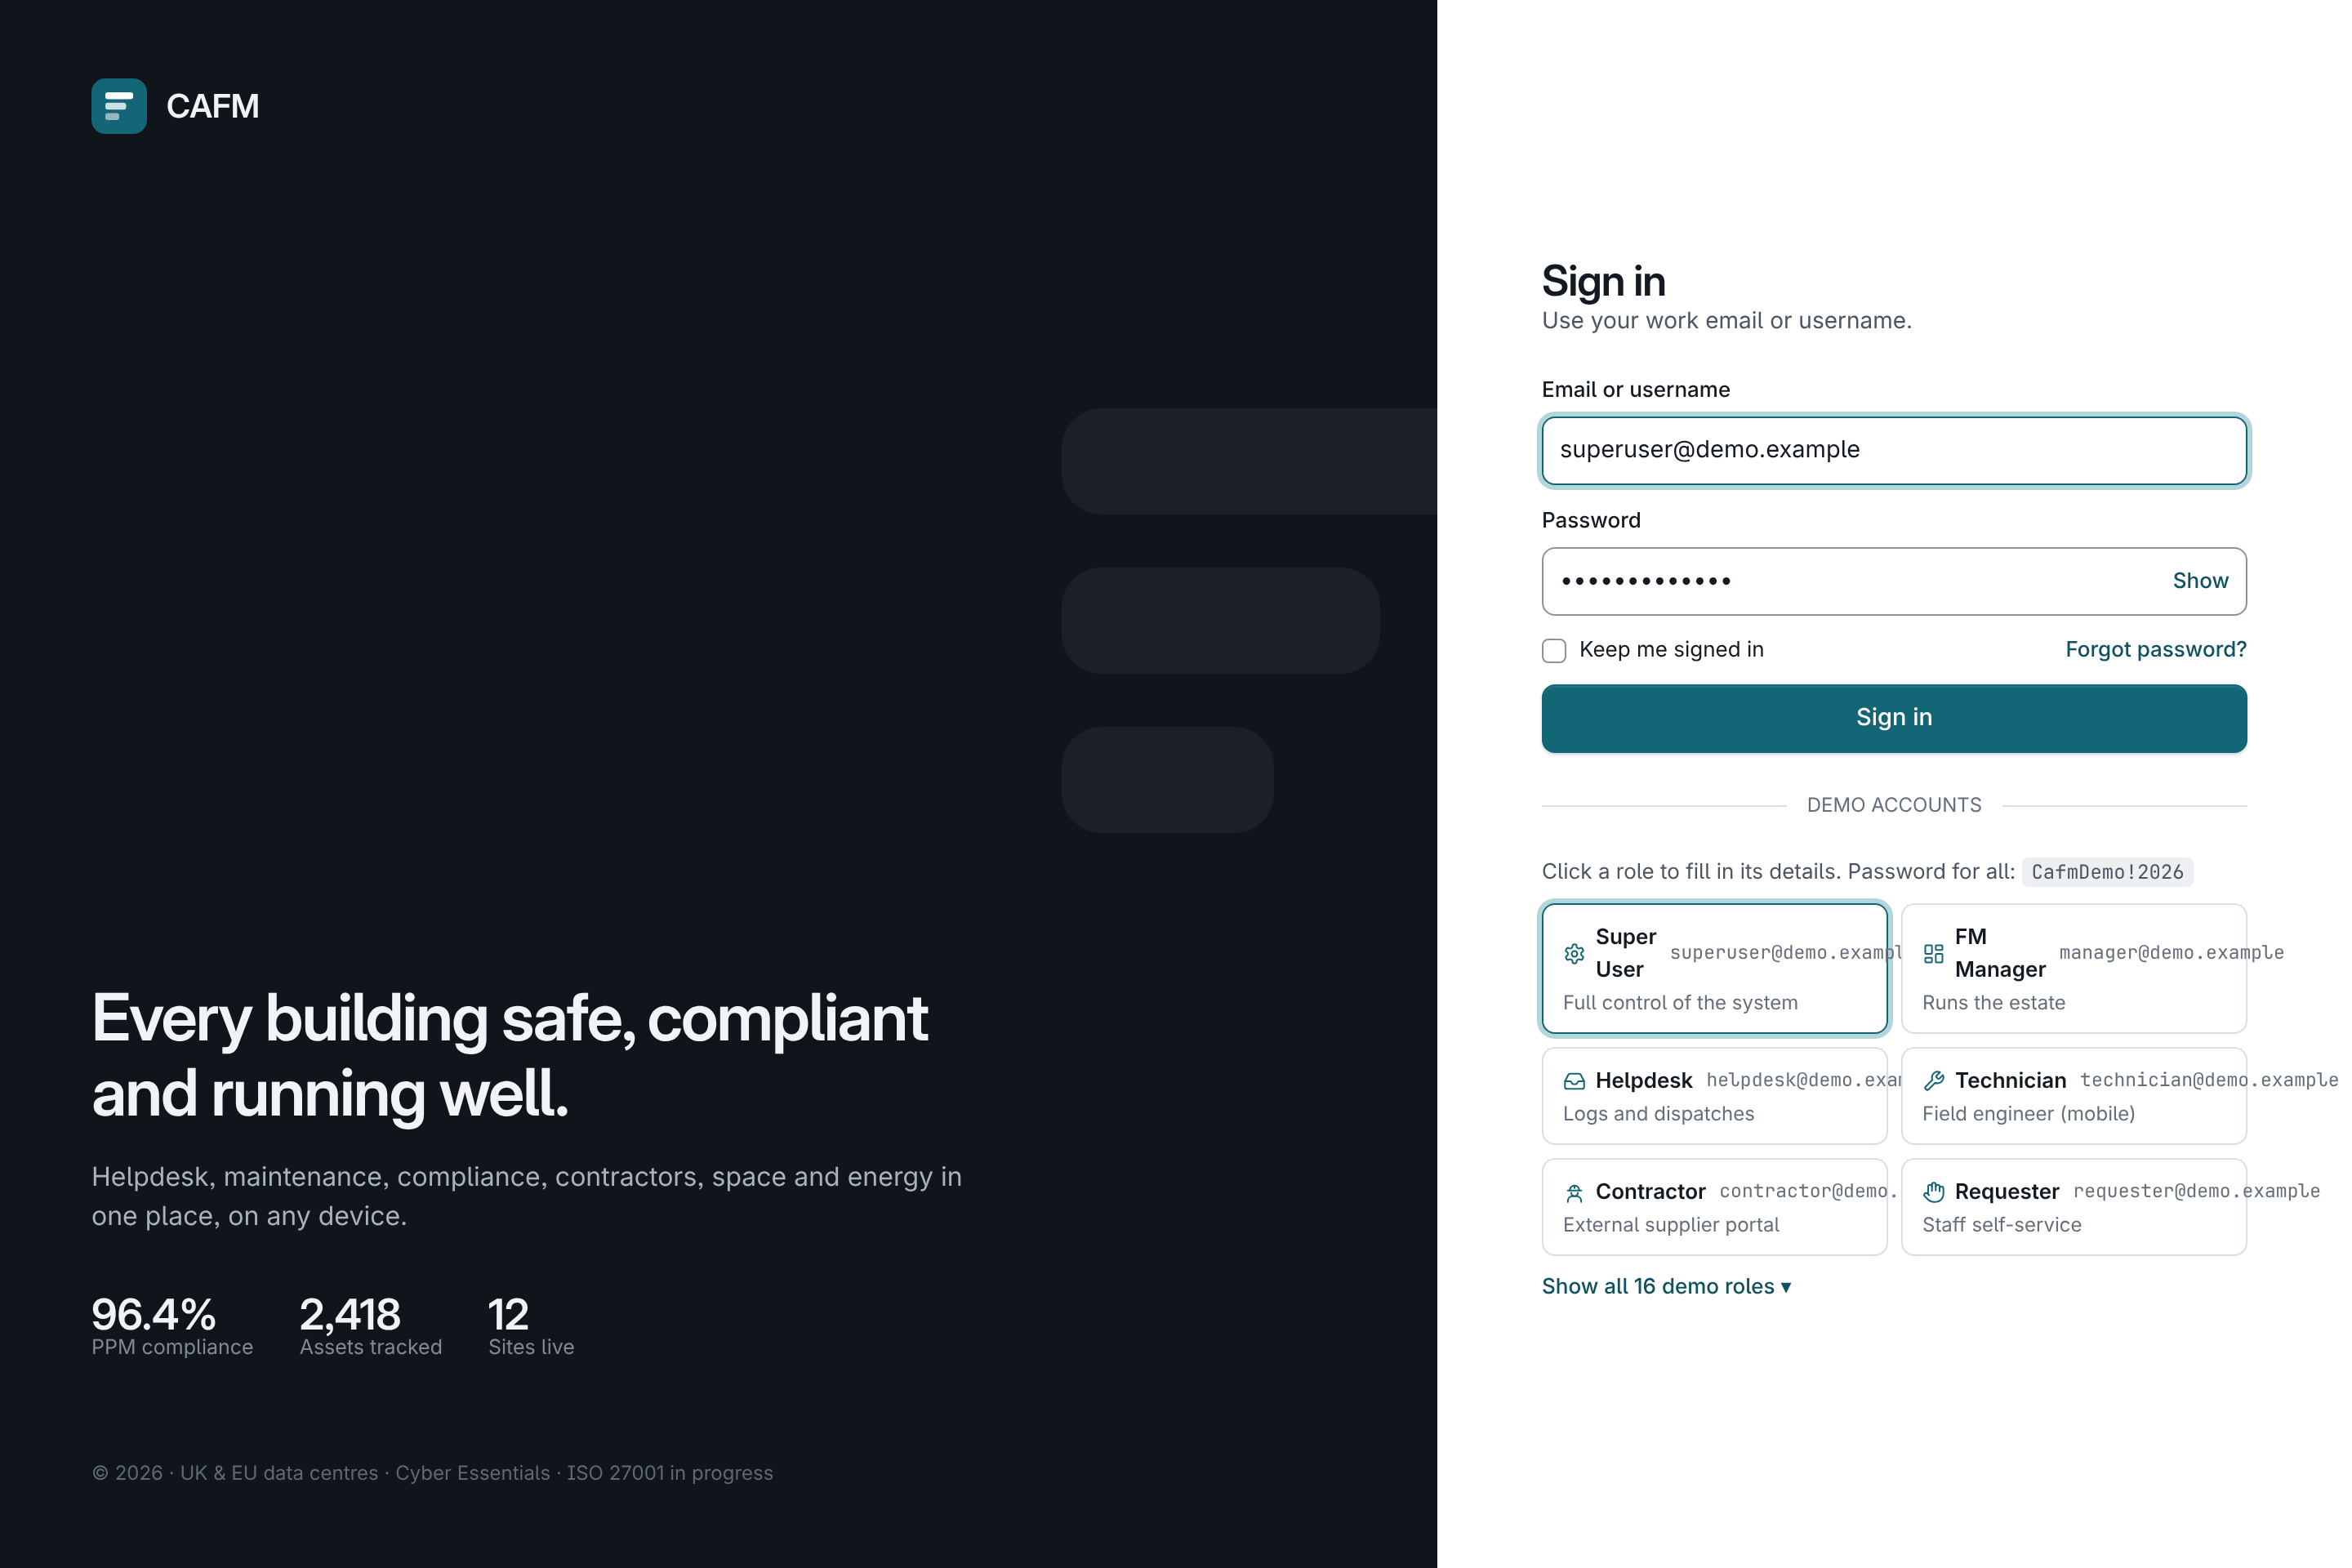 CAFM
Every building safe, compliant
and running well.
Helpdesk, maintenance, compliance, contractors, space and energy in
one place, on any device.
96.4%
PPM compliance
2,418
Assets tracked
12
Sites live
© 2026 · UK & EU data centres · Cyber Essentials · ISO 27001 in progress
Sign in
Use your work email or username.
Email or username
superuser@demo.example
Password
•••••••••••••
Show
Keep me signed in
Forgot password?
Sign in
DEMO ACCOUNTS
Click a role to fill in its details. Password for all: CafmDemo!2026
Super
User
superuser@demo.exampl
Full control of the system
FM
Manager
manager@demo.example
Runs the estate
Helpdesk helpdesk@demo.exam
Logs and dispatches
Technician technician@demo.example
Field engineer (mobile)
Contractor contractor@demo.
External supplier portal
Requester requester@demo.example
Staff self-service
Show all 16 demo roles ▾